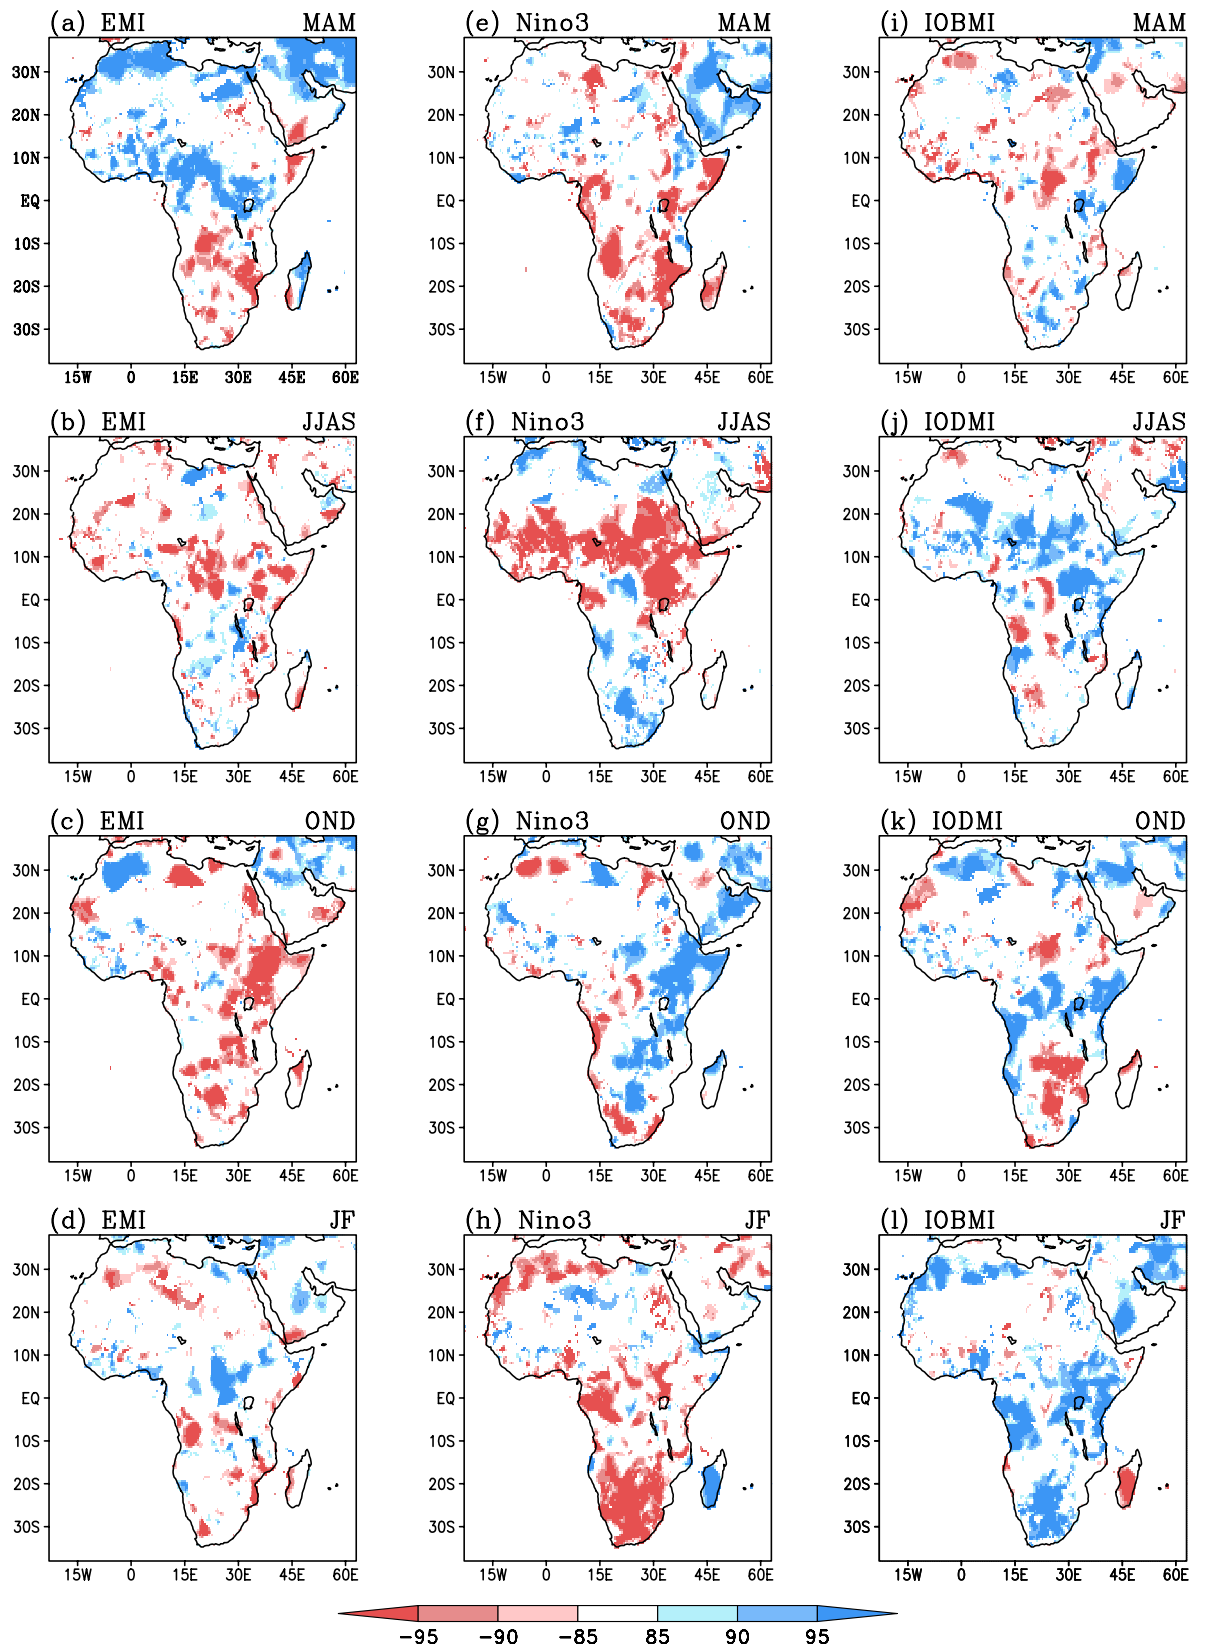 (a) EMI MAM (e) Nino3 MAM (i) IOBMI MAM
30N 30N 30N
20N 20N 20N
10N 10N 10N
EQ EQ EQ
10S 10S 10S
20S 20S 20S
30S 30S 30S
15W 0 15E 30E 45E 60E 15W 0 15E 30E 45E 60E 15W 0 15E 30E 45E 60E
(b) EMI JJAS (f) Nino3 JJAS (j) IODMI JJAS
30N 30N 30N
20N 20N 20N
10N 10N 10N
EQ EQ EQ
10S 10S 10S
20S 20S 20S
30S 30S 30S
15W 0 15E 30E 45E 60E 15W 0 15E 30E 45E 60E 15W 0 15E 30E 45E 60E
(c) EMI OND (g) Nino3 OND (k) IODMI OND
30N 30N 30N
20N 20N 20N
10N 10N 10N
EQ EQ EQ
10S 10S 10S
20S 20S 20S
30S 30S 30S
15W 0 15E 30E 45E 60E 15W 0 15E 30E 45E 60E 15W 0 15E 30E 45E 60E
(d) EMI JF (h) Nino3 JF (l) IOBMI JF
30N 30N 30N
20N 20N 20N
10N 10N 10N
EQ EQ EQ
10S 10S 10S
20S 20S 20S
30S 30S 30S
15W 0 15E 30E 45E 60E 15W 0 15E 30E 45E 60E 15W 0 15E 30E 45E 60E
−95 −90 −85 85 90 95